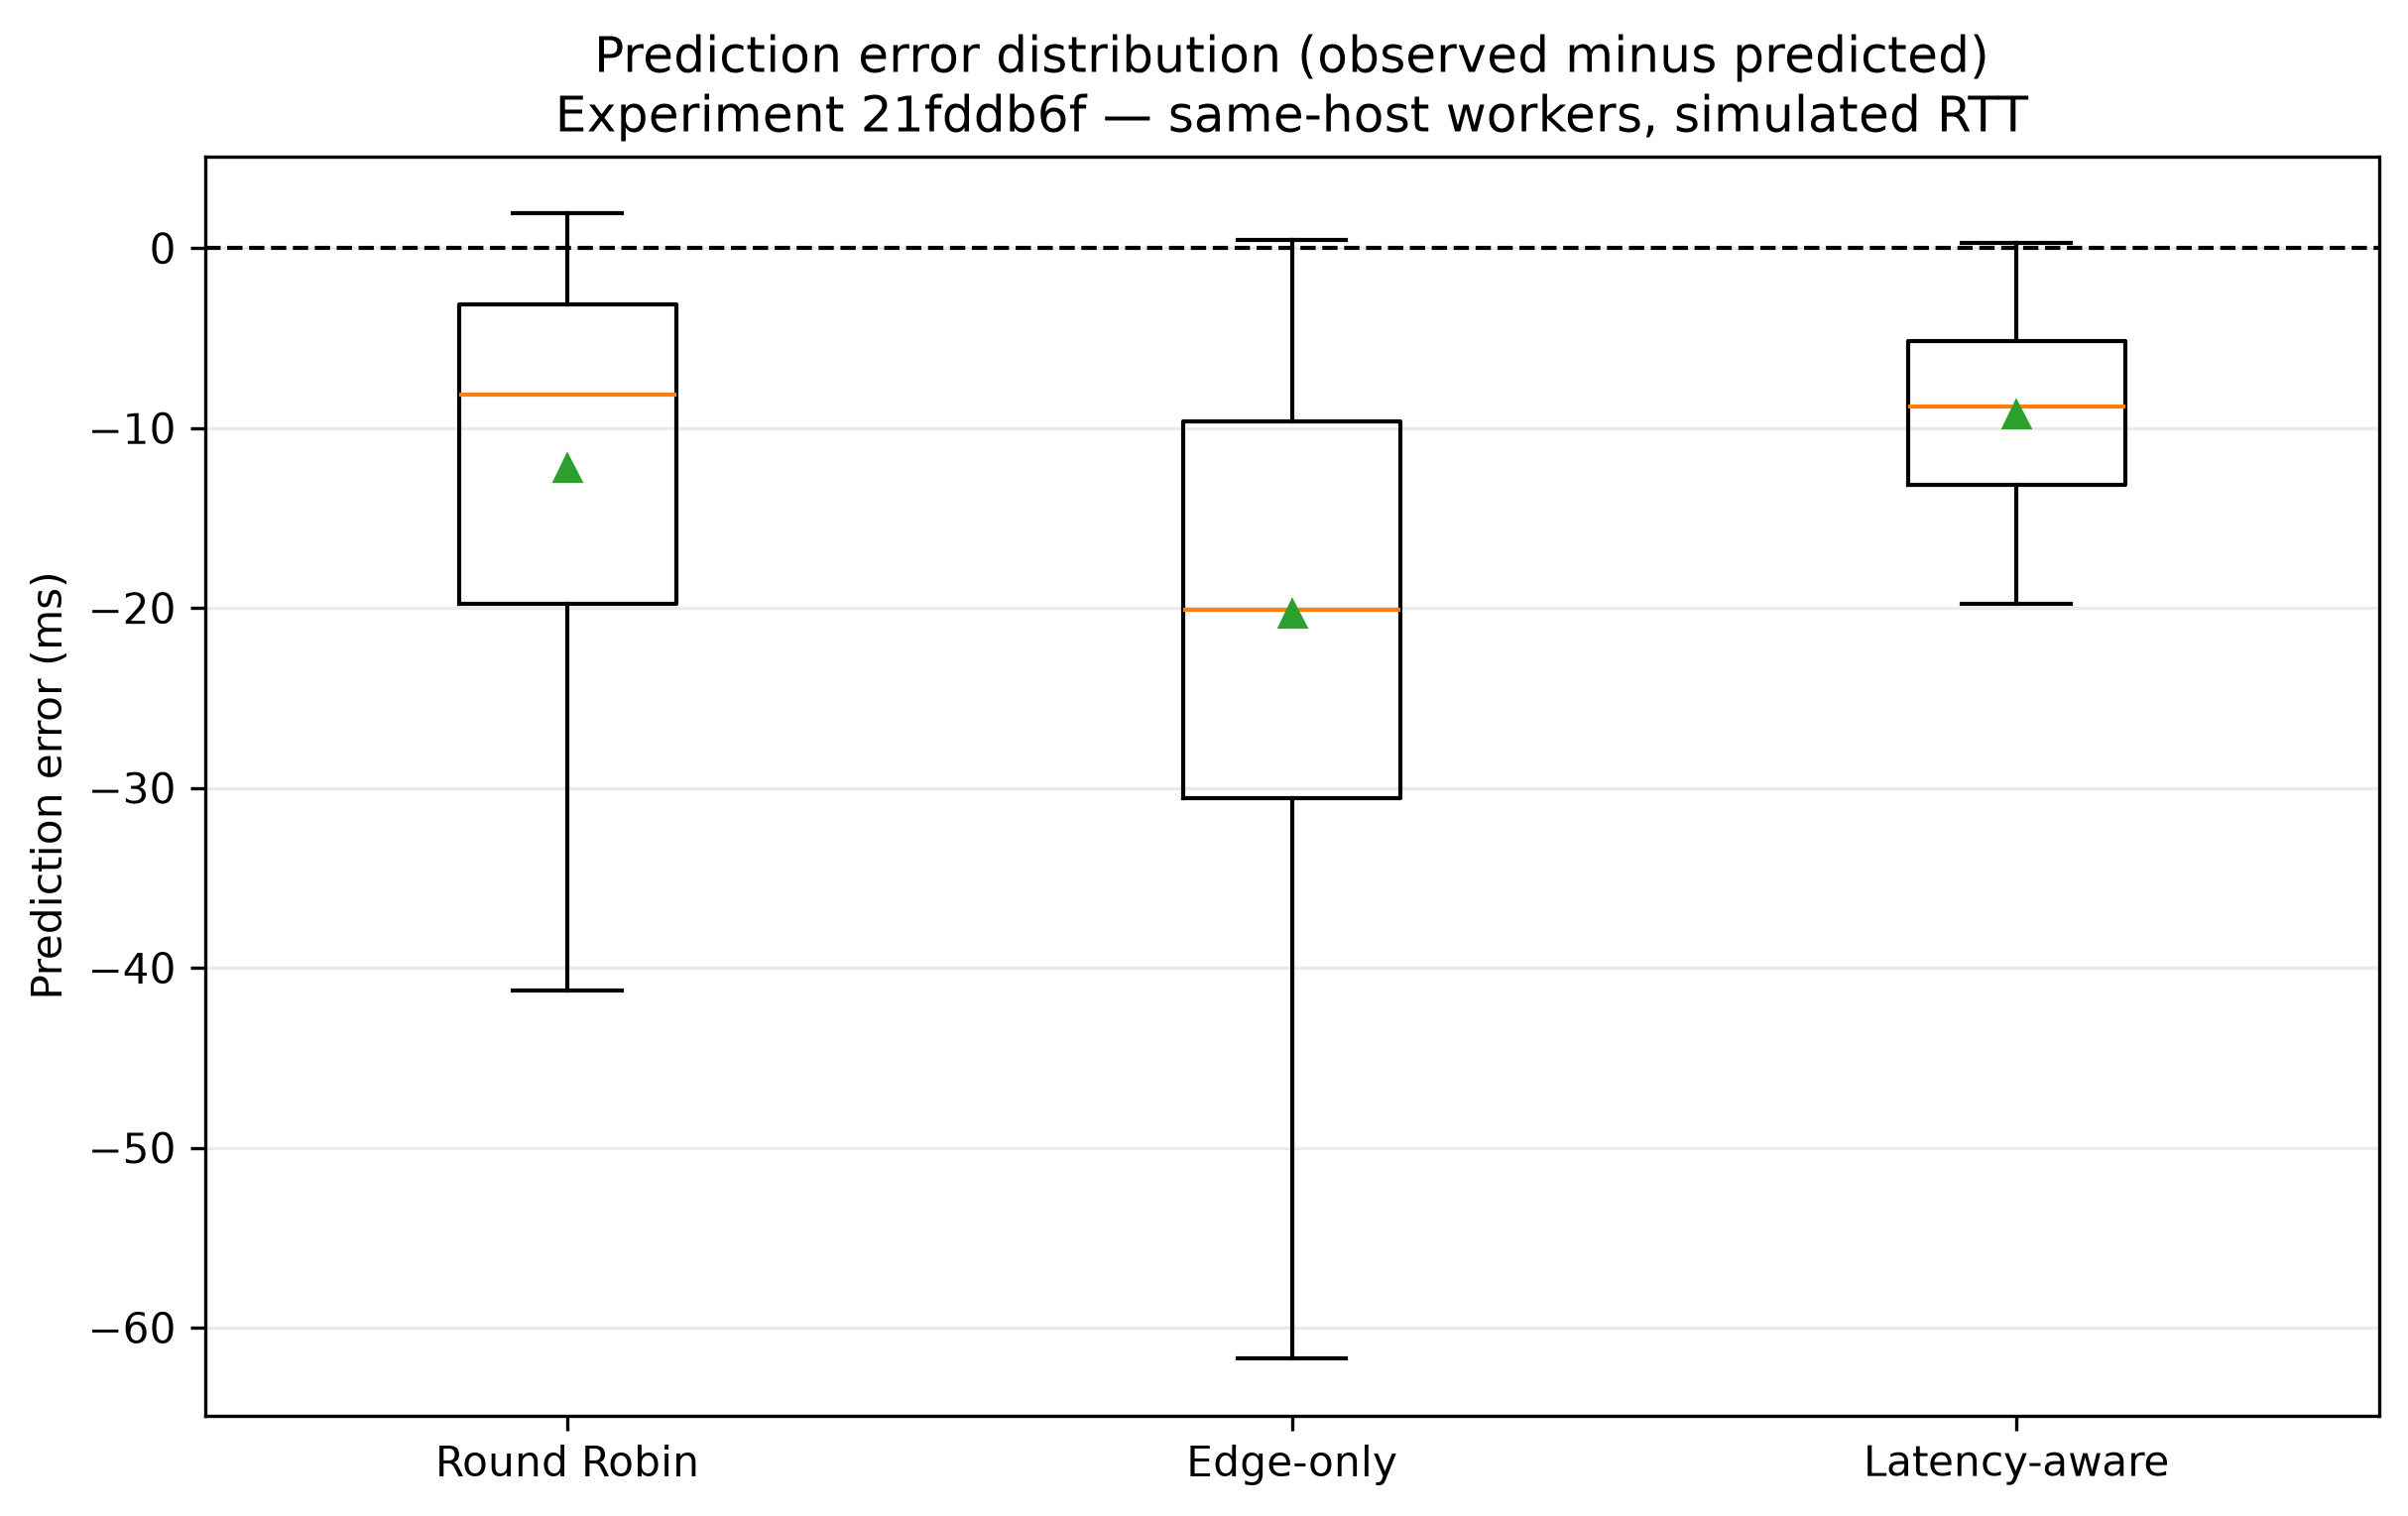 Prediction error distribution (observed minus predicted)
Experiment 21fddb6f — same-host workers, simulated RTT
Prediction error (ms)
0
−10
−20
−30
−40
−50
−60
Round Robin
Edge-only
Latency-aware